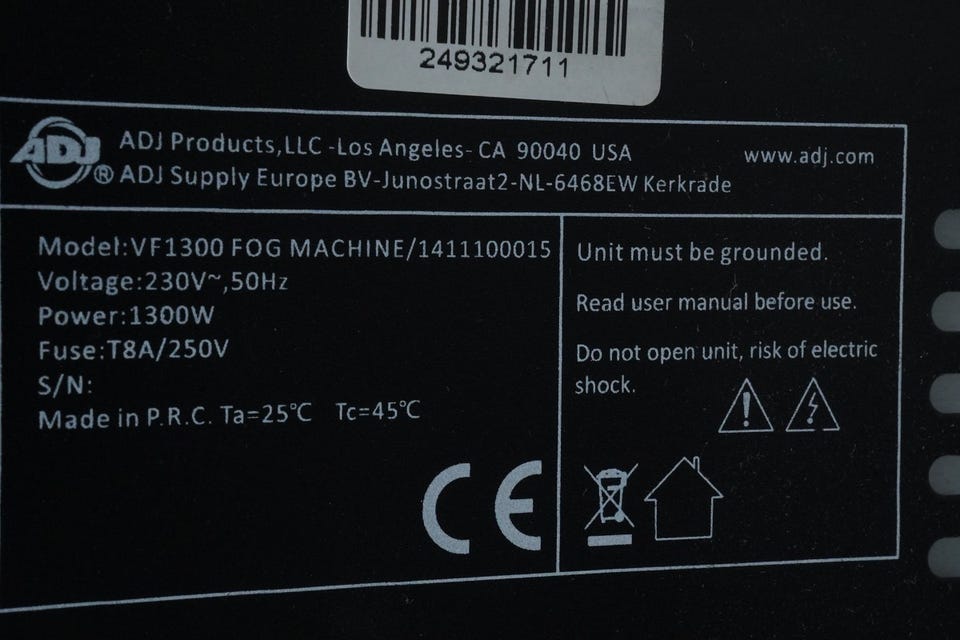 249321711
ADJ
ADJ Products,LLC -Los Angeles- CA 90040 USA
www.adj.com
® ADJ Supply Europe BV-Junostraat2-NL-6468EW Kerkrade
Model:VF1300 FOG MACHINE/1411100015
Voltage:230V~,50Hz
Power:1300W
Fuse:T8A/250V
S/N:
Made in P.R.C. Ta=25℃ Tc=45℃
CE
Unit must be grounded.
Read user manual before use.
Do not open unit, risk of electric
shock.